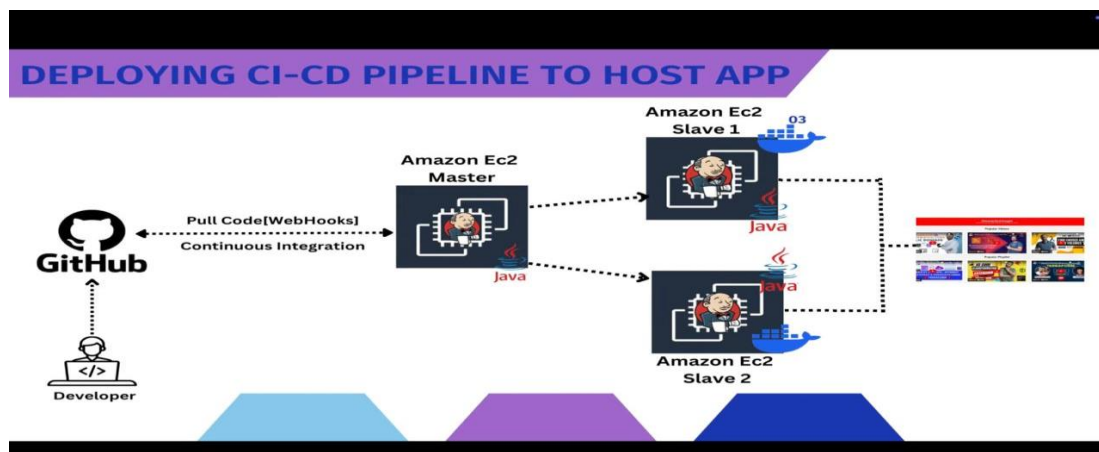 DEPLOYING CI-CD PIPELINE TO HOST APP
Amazon Ec2
Slave 1
03
Java
Amazon Ec2
Master
Java
Pull Code[WebHooks]
Continuous Integration
GitHub
</>
Developer
Java
Amazon Ec2
Slave 2